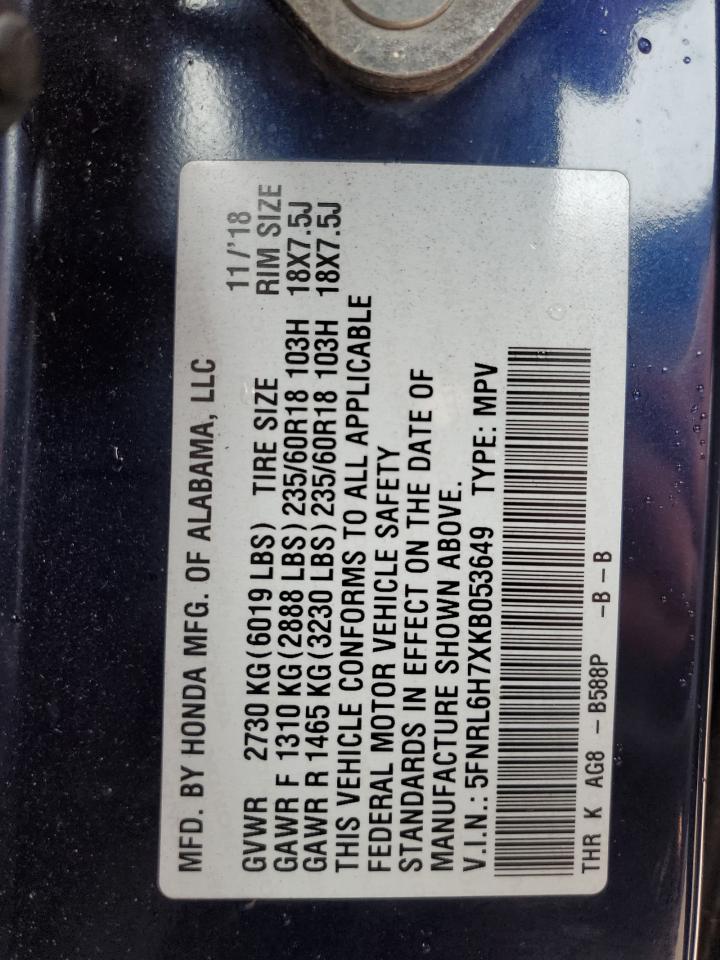 MFD. BY HONDA MFG. OF ALABAMA, LLC
11/'18
GVWR 2730 KG(6019 LBS) TIRE SIZE RIM SIZE
GAWR F 1310 KG(2888 LBS)235/60R18 103H 18X7.5J
GAWR R 1465 KG(3230 LBS)235/60R18 103H 18X7.5J
THIS VEHICLE CONFORMS TO ALL APPLICABLE
FEDERAL MOTOR VEHICLE SAFETY
STANDARDS IN EFFECT ON THE DATE OF
MANUFACTURE SHOWN ABOVE.
V.I.N.: 5FNRL6H7XKB053649 TYPE: MPV
THR K AG8 - B588P -B-B